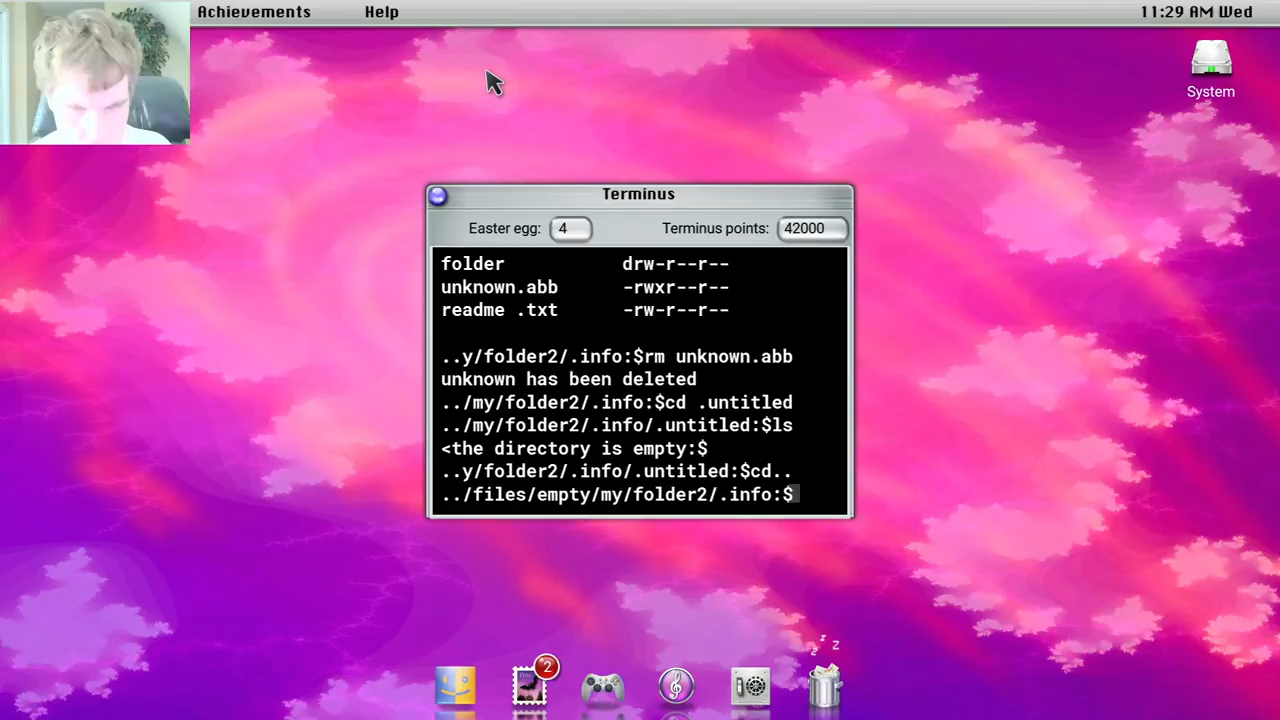 Achievements Help 11:29 AM Wed
System
Terminus
Easter egg: 4 Terminus points: 42000
folder drw-r--r--
unknown.abb -rwxr--r--
readme .txt -rw-r--r--
..y/folder2/.info:$rm unknown.abb
unknown has been deleted
../my/folder2/.info:$cd .untitled
../my/folder2/.info/.untitled:$ls
<the directory is empty:$
..y/folder2/.info/.untitled:$cd..
../files/empty/my/folder2/.info:$
z z z
2